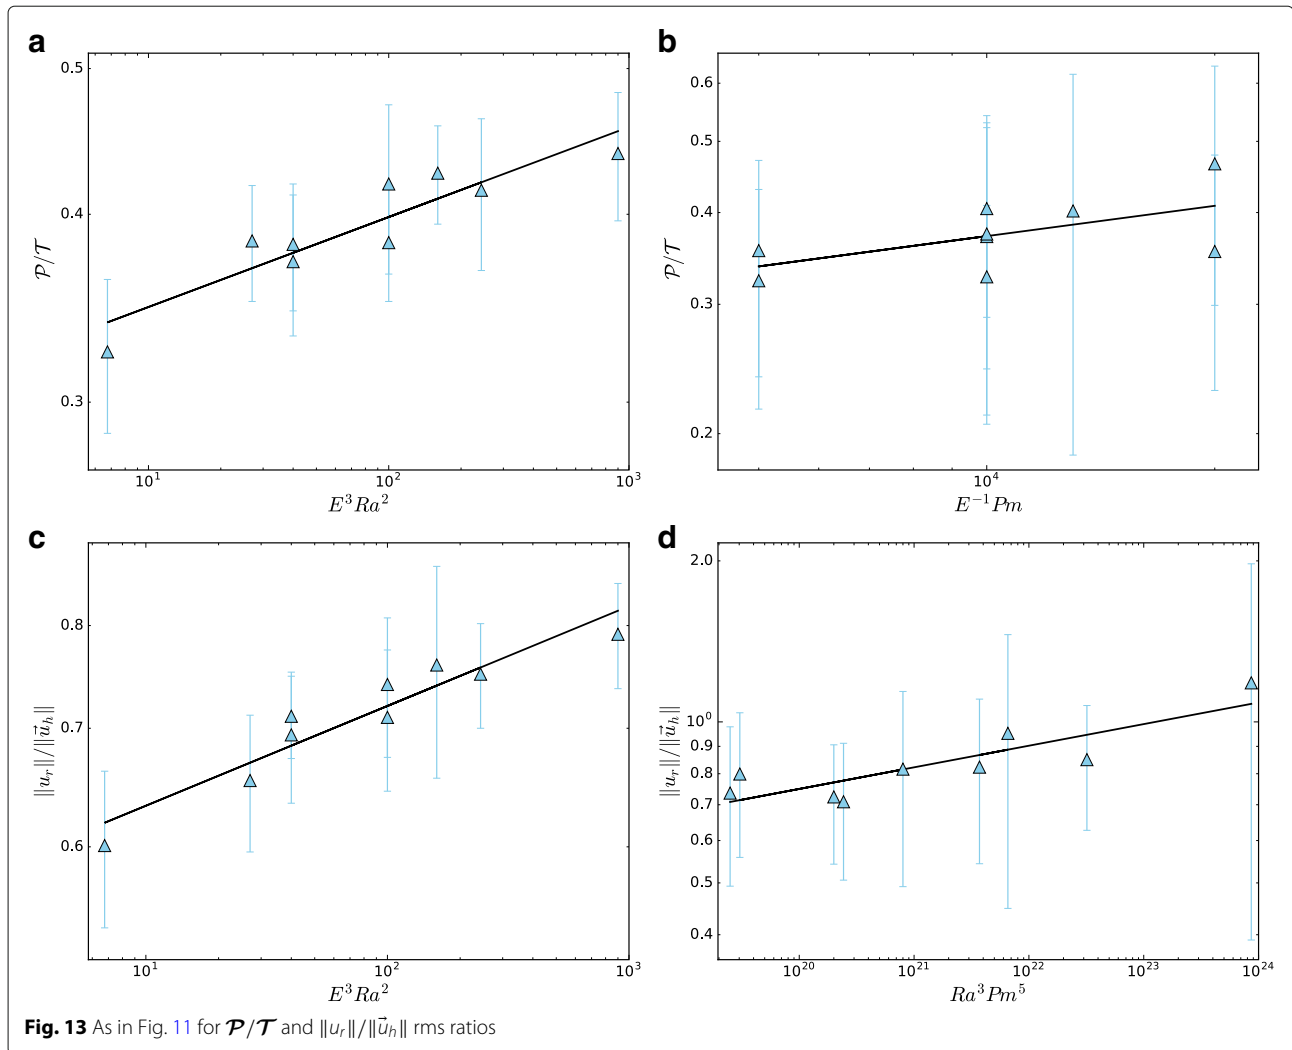 a
0.5
0.4
0.3
P/T
10¹ 10² 10³
E³Ra²
b
0.6
0.5
0.4
0.3
0.2
P/T
10⁴
E⁻¹Pm
c
0.8
0.7
0.6
||u_r||/||u⃗_h||
10¹ 10² 10³
E³Ra²
d
2.0
10⁰
0.9
0.8
0.7
0.6
0.5
0.4
||u_r||/||u⃗_h||
10²⁰ 10²¹ 10²² 10²³ 10²⁴
Ra³Pm⁵
Fig. 13 As in Fig. 11 for P/T and ||u_r||/||u⃗_h|| rms ratios